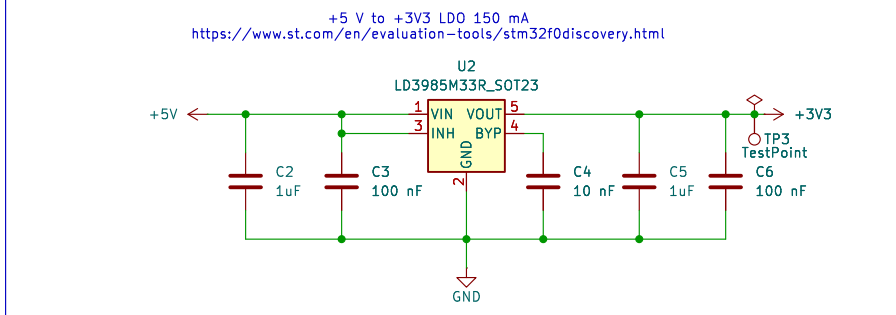 +5 V to +3V3 LDO 150 mA
https://www.st.com/en/evaluation-tools/stm32f0discovery.html
U2
LD3985M33R_SOT23
+5V
1
VIN
VOUT
5
+3V3
3
INH
BYP
4
GND
2
TP3
TestPoint
C2
1uF
C3
100 nF
C4
10 nF
C5
1uF
C6
100 nF
GND